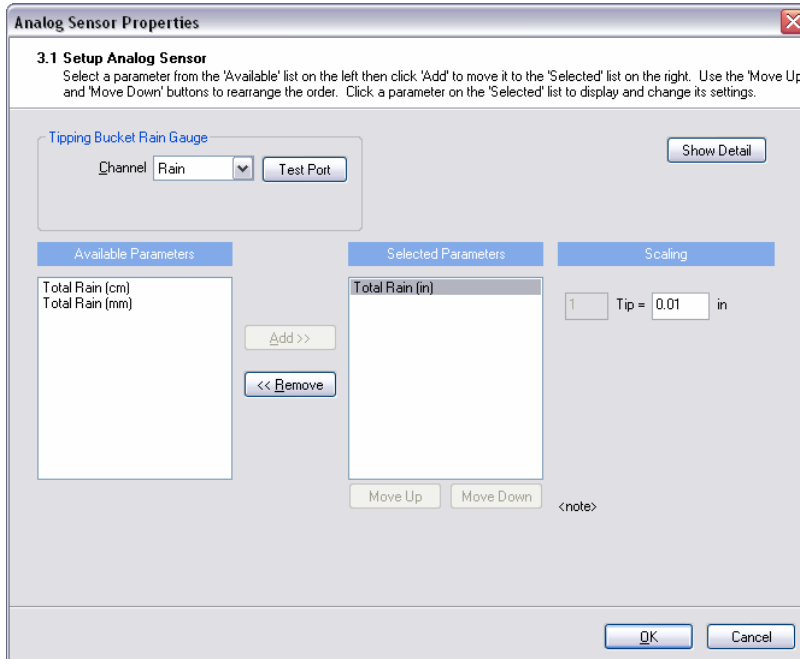 Analog Sensor Properties
3.1 Setup Analog Sensor
Select a parameter from the 'Available' list on the left then click 'Add' to move it to the 'Selected' list on the right. Use the 'Move Up
and 'Move Down' buttons to rearrange the order. Click a parameter on the 'Selected' list to display and change its settings.
Tipping Bucket Rain Gauge
Channel Rain Test Port
Show Detail
Available Parameters
Total Rain (cm)
Total Rain (mm)
Add >>
<< Remove
Selected Parameters
Total Rain (in)
Move Up Move Down
Scaling
1 Tip = 0.01 in
<note>
OK Cancel